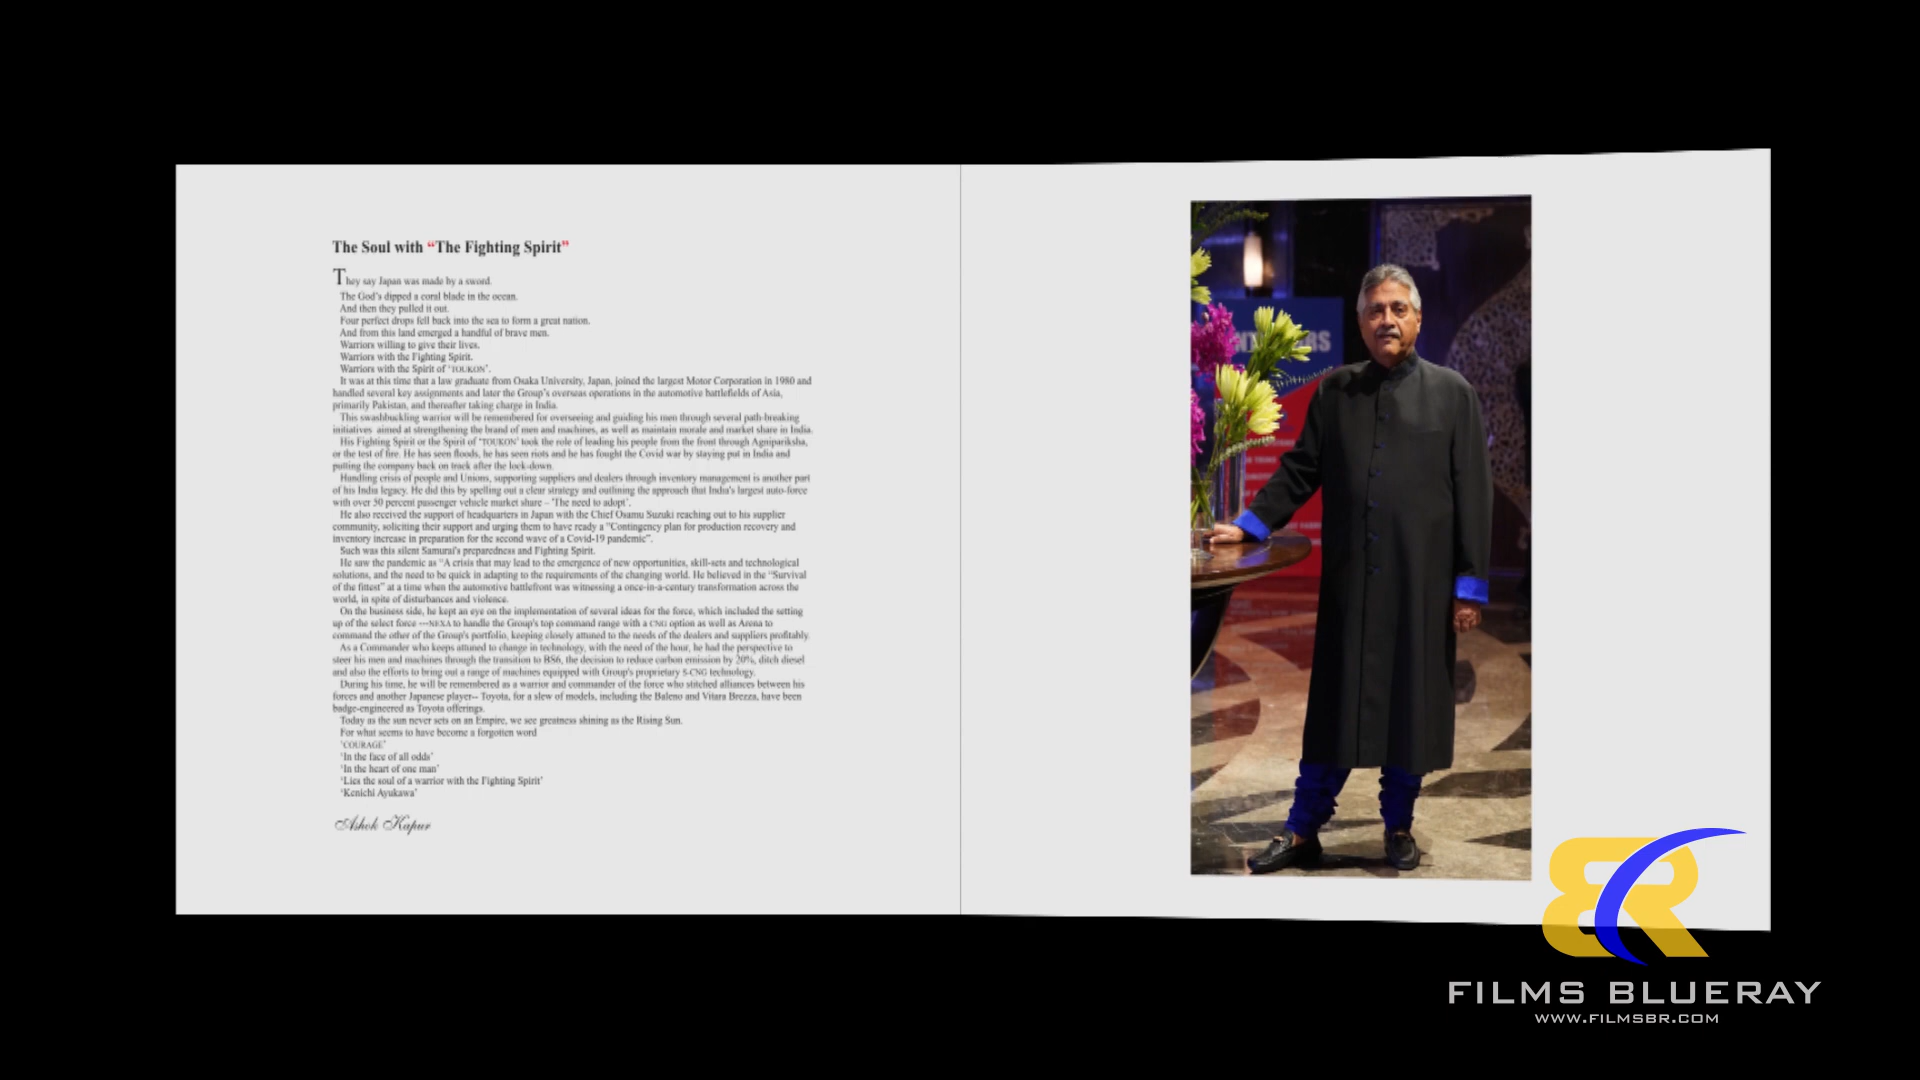 The Soul with “The Fighting Spirit”
They say Japan was made by a sword.
The God's dipped a coral blade in the ocean.
And then they pulled it out.
Four perfect drops fell back into the sea to form a great nation.
And from this land emerged a handful of brave men.
Warriors willing to give their lives.
Warriors with the Fighting Spirit.
Warriors with the Spirit of 'TOUKON'.
It was at this time that a law graduate from Osaka University, Japan, joined the largest Motor Corporation in 1980 and
handled several key assignments and later the Group's overseas operations in the automotive battlefields of Asia,
primarily Pakistan, and thereafter taking charge in India.
This swashbuckling warrior will be remembered for overseeing and guiding his men through several path-breaking
initiatives aimed at strengthening the brand of men and machines, as well as maintain morale and market share in India.
His Fighting Spirit or the Spirit of 'TOUKON' took the role of leading his people from the front through Agnipariksha,
or the test of fire. He has seen floods, he has seen riots and he has fought the Covid war by staying put in India and
putting the company back on track after the lock-down.
Handling crisis of people and Unions, supporting suppliers and dealers through inventory management is another part
of his India legacy. He did this by spelling out a clear strategy and outlining the approach that India's largest auto-force
with over 50 percent passenger vehicle market share – 'The need to adopt'.
He also received the support of headquarters in Japan with the Chief Osamu Suzuki reaching out to his supplier
community, soliciting their support and urging them to have ready a "Contingency plan for production recovery and
inventory increase in preparation for the second wave of a Covid-19 pandemic".
Such was this silent Samurai's preparedness and Fighting Spirit.
He saw the pandemic as "A crisis that may lead to the emergence of new opportunities, skill-sets and technological
solutions, and the need to be quick in adapting to the requirements of the changing world. He believed in the "Survival
of the fittest" at a time when the automotive battlefront was witnessing a once-in-a-century transformation across the
world, in spite of disturbances and violence.
On the business side, he kept an eye on the implementation of several ideas for the force, which included the setting
up of the select force ---NEXA to handle the Group's top command range with a CNG option as well as Arena to
command the other of the Group's portfolio, keeping closely attuned to the needs of the dealers and suppliers profitably.
As a Commander who keeps attuned to change in technology, with the need of the hour, he had the perspective to
steer his men and machines through the transition to BS6, the decision to reduce carbon emission by 20%, ditch diesel
and also the efforts to bring out a range of machines equipped with Group's proprietary S-CNG technology.
During his time, he will be remembered as a warrior and commander of the force who stitched alliances between his
forces and another Japanese player-- Toyota, for a slew of models, including the Baleno and Vitara Brezza, have been
badge-engineered as Toyota offerings.
Today as the sun never sets on an Empire, we see greatness shining as the Rising Sun.
For what seems to have become a forgotten word
'COURAGE'
'In the face of all odds'
'In the heart of one man'
'Lies the soul of a warrior with the Fighting Spirit'
'Kenichi Ayukawa'
Ashok Kapur
BR
FILMS BLUERAY
WWW.FILMSBR.COM